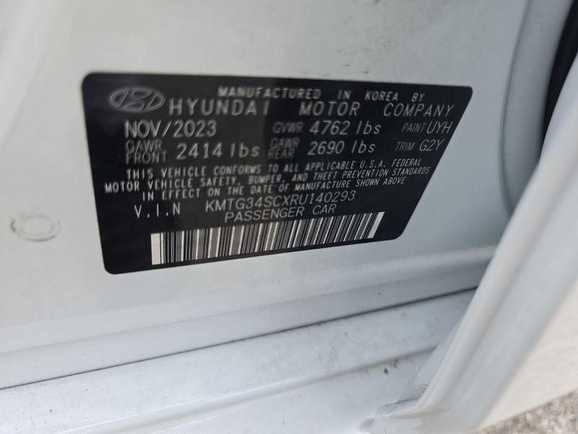 MANUFACTURED IN KOREA BY
HYUNDAI MOTOR COMPANY
NOV/2023 GVWR 4762 lbs PAINT UYH
GAWR FRONT 2414 lbs GAWR REAR 2690 lbs TRIM G2Y
THIS VEHICLE CONFORMS TO ALL APPLICABLE U.S.A. FEDERAL
MOTOR VEHICLE SAFETY, BUMPER, AND THEFT PREVENTION STANDARDS
IN EFFECT ON THE DATE OF MANUFACTURE SHOWN ABOVE.
V.I.N KMTG34SCXRU140293
PASSENGER CAR